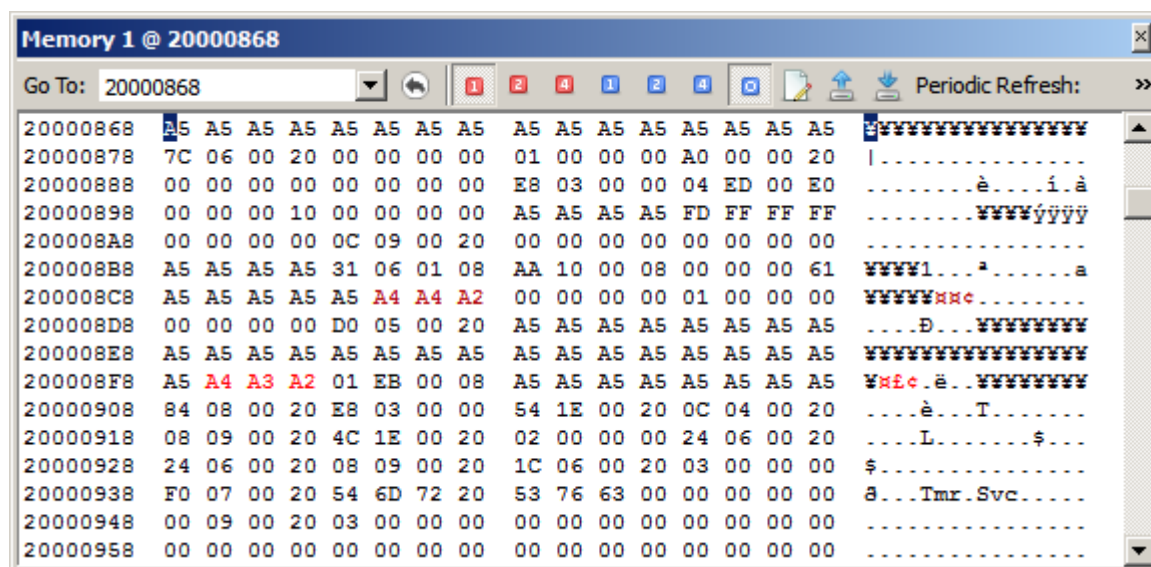 Memory 1 @ 20000868
Go To: 20000868 1 2 4 1 2 4 Periodic Refresh: »
20000868 A5 A5 A5 A5 A5 A5 A5 A5 A5 A5 A5 A5 A5 A5 A5 A5 ¥¥¥¥¥¥¥¥¥¥¥¥¥¥¥¥
20000878 7C 06 00 20 00 00 00 00 01 00 00 00 A0 00 00 20 |...............
20000888 00 00 00 00 00 00 00 00 E8 03 00 00 04 ED 00 E0 ........è....í.à
20000898 00 00 00 10 00 00 00 00 A5 A5 A5 A5 FD FF FF FF ........¥¥¥¥ýÿÿÿ
200008A8 00 00 00 00 0C 09 00 20 00 00 00 00 00 00 00 00 ................
200008B8 A5 A5 A5 A5 31 06 01 08 AA 10 00 08 00 00 00 61 ¥¥¥¥1...ª......a
200008C8 A5 A5 A5 A5 A5 A4 A4 A2 00 00 00 00 01 00 00 00 ¥¥¥¥¥¤¤¢........
200008D8 00 00 00 00 D0 05 00 20 A5 A5 A5 A5 A5 A5 A5 A5 ....Ð...¥¥¥¥¥¥¥¥
200008E8 A5 A5 A5 A5 A5 A5 A5 A5 A5 A5 A5 A5 A5 A5 A5 A5 ¥¥¥¥¥¥¥¥¥¥¥¥¥¥¥¥
200008F8 A5 A4 A3 A2 01 EB 00 08 A5 A5 A5 A5 A5 A5 A5 A5 ¥¤£¢.ë..¥¥¥¥¥¥¥¥
20000908 84 08 00 20 E8 03 00 00 54 1E 00 20 0C 04 00 20 ....è...T.......
20000918 08 09 00 20 4C 1E 00 20 02 00 00 00 24 06 00 20 ....L.......$...
20000928 24 06 00 20 08 09 00 20 1C 06 00 20 03 00 00 00 $...............
20000938 F0 07 00 20 54 6D 72 20 53 76 63 00 00 00 00 00 ð...Tmr.Svc.....
20000948 00 09 00 20 03 00 00 00 00 00 00 00 00 00 00 00 ................
20000958 00 00 00 00 00 00 00 00 00 00 00 00 00 00 00 00 ................